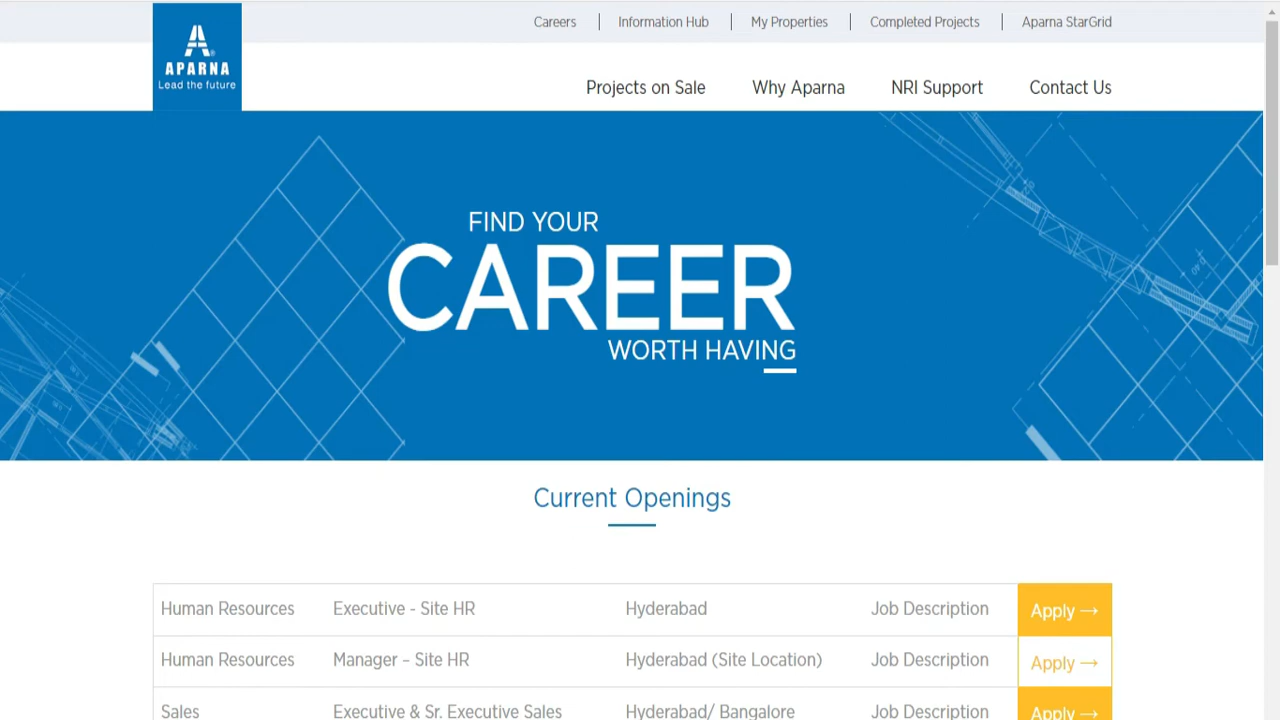 Careers | Information Hub | My Properties | Completed Projects | Aparna StarGrid
APARNA®
Lead the future
Projects on Sale Why Aparna NRI Support Contact Us
FIND YOUR
CAREER
WORTH HAVING
Current Openings
Human Resources Executive - Site HR Hyderabad Job Description Apply →
Human Resources Manager – Site HR Hyderabad (Site Location) Job Description Apply →
Sales Executive & Sr. Executive Sales Hyderabad/ Bangalore Job Description Apply →